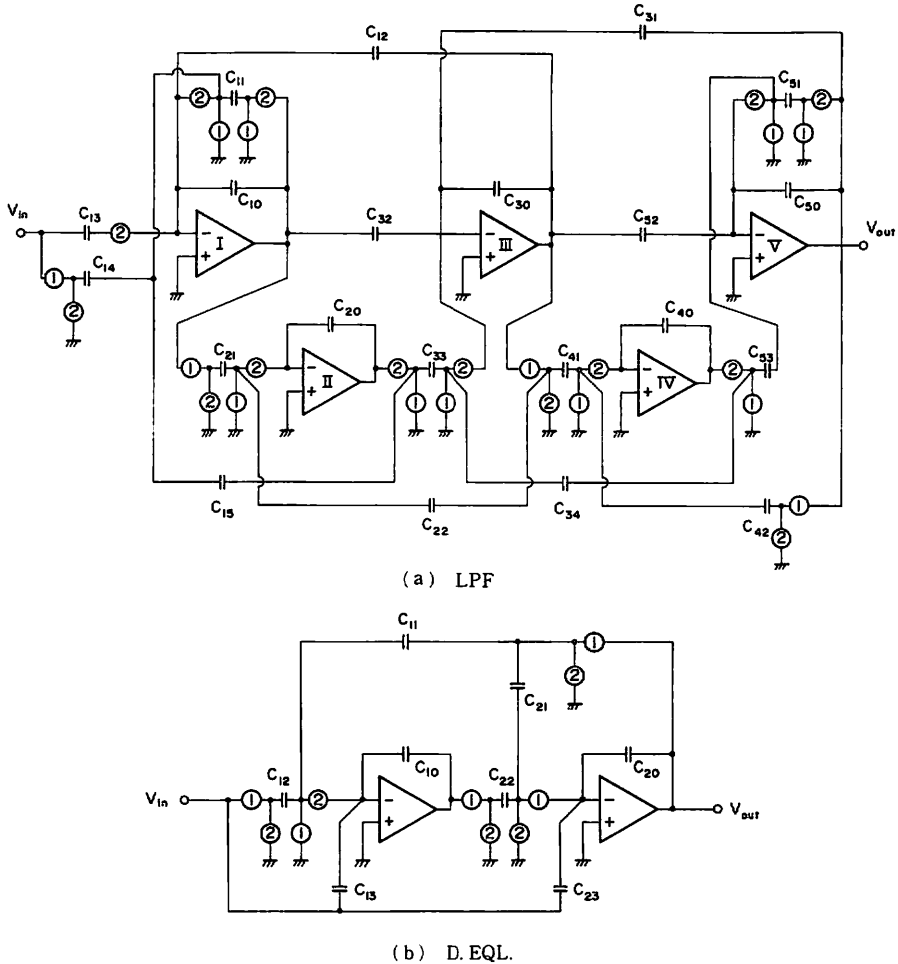 C31
C12
② C11 ②
① ①
② C51 ②
① ①
C10
C30
C50
Vin
C13 ②
C32
C52
Vout
- + I
- + III
- + V
① C14
②
C20
C40
① C21 ②
② ①
- + II
② C33 ②
① ①
① C41 ②
② ①
- + IV
② C53
①
C15
C22
C34
C42 ①
②
(a) LPF
C11
①
②
C21
C10
C20
Vin
① C12 ②
② ①
- +
① C22 ①
② ②
- +
Vout
C13
C23
(b) D. EQL.